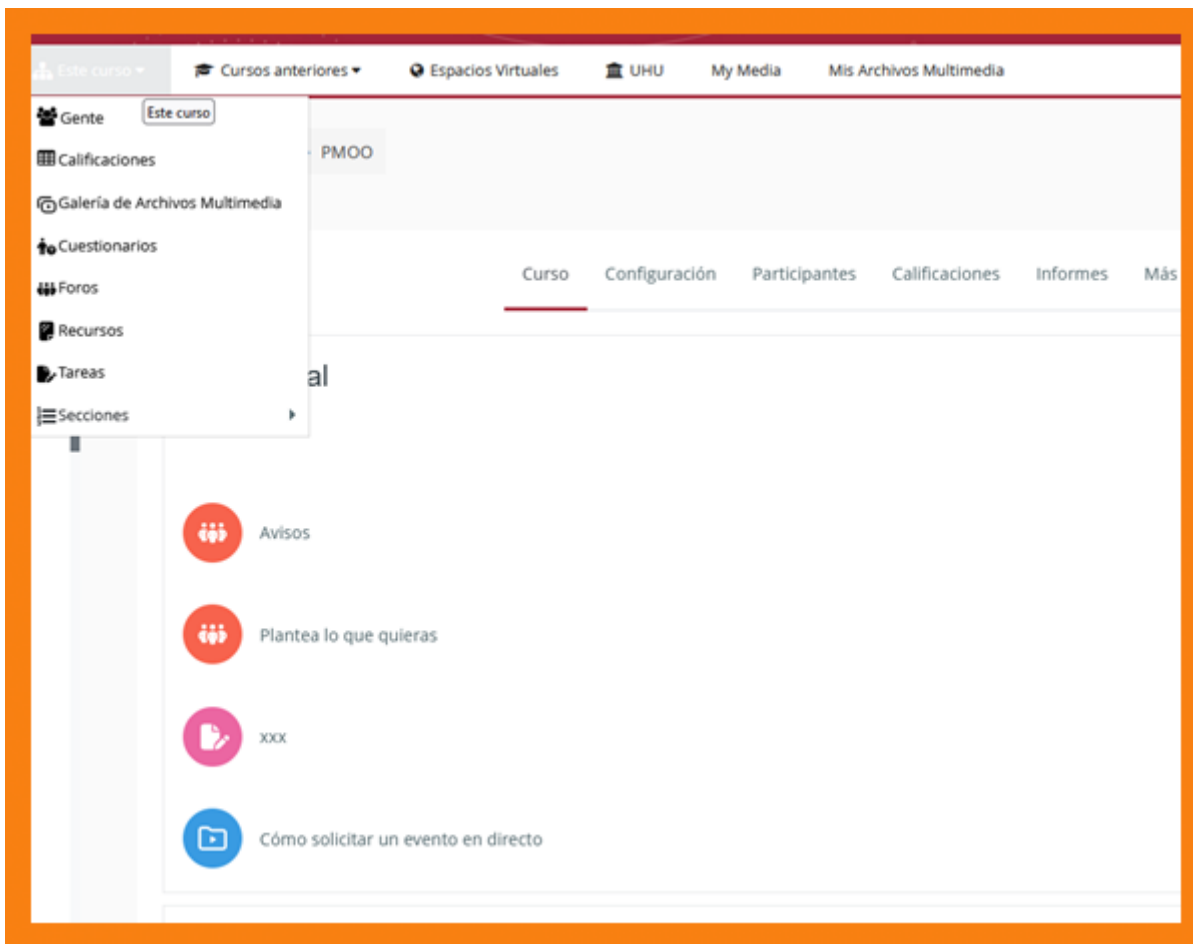 Este curso
Cursos anteriores
Espacios Virtuales
UHU
My Media
Mis Archivos Multimedia
Gente
Este curso
Calificaciones
PMOO
Galería de Archivos Multimedia
Cuestionarios
Curso
Configuración
Participantes
Calificaciones
Informes
Más
Foros
Recursos
Tareas
al
Secciones
Avisos
Plantea lo que quieras
xxx
Cómo solicitar un evento en directo